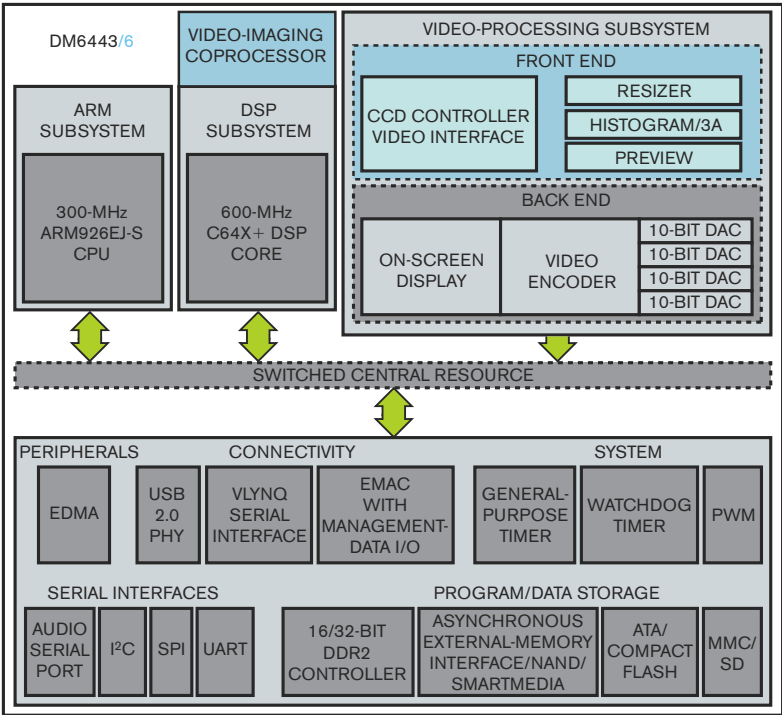 DM6443/6
VIDEO-IMAGING
COPROCESSOR
ARM
SUBSYSTEM
300-MHz
ARM926EJ-S
CPU
DSP
SUBSYSTEM
600-MHz
C64X+ DSP
CORE
VIDEO-PROCESSING SUBSYSTEM
FRONT END
CCD CONTROLLER
VIDEO INTERFACE
RESIZER
HISTOGRAM/3A
PREVIEW
BACK END
ON-SCREEN
DISPLAY
VIDEO
ENCODER
10-BIT DAC
10-BIT DAC
10-BIT DAC
10-BIT DAC
SWITCHED CENTRAL RESOURCE
PERIPHERALS
EDMA
CONNECTIVITY
USB
2.0
PHY
VLYNQ
SERIAL
INTERFACE
EMAC
WITH
MANAGEMENT-
DATA I/O
SYSTEM
GENERAL-
PURPOSE
TIMER
WATCHDOG
TIMER
PWM
SERIAL INTERFACES
AUDIO
SERIAL
PORT
I²C
SPI
UART
PROGRAM/DATA STORAGE
16/32-BIT
DDR2
CONTROLLER
ASYNCHRONOUS
EXTERNAL-MEMORY
INTERFACE/NAND/
SMARTMEDIA
ATA/
COMPACT
FLASH
MMC/
SD